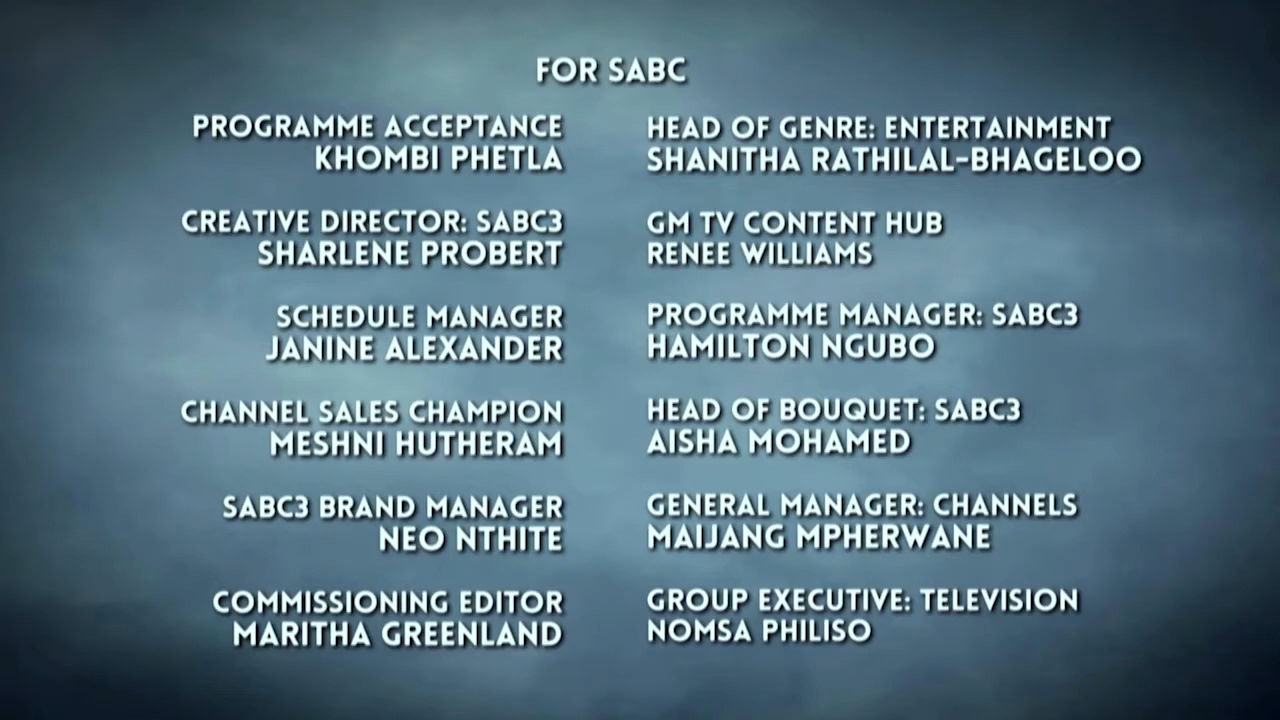 FOR SABC
PROGRAMME ACCEPTANCE
KHOMBI PHETLA
CREATIVE DIRECTOR: SABC3
SHARLENE PROBERT
SCHEDULE MANAGER
JANINE ALEXANDER
CHANNEL SALES CHAMPION
MESHNI HUTHERAM
SABC3 BRAND MANAGER
NEO NTHITE
COMMISSIONING EDITOR
MARITHA GREENLAND
HEAD OF GENRE: ENTERTAINMENT
SHANITHA RATHILAL-BHAGELOO
GM TV CONTENT HUB
RENEE WILLIAMS
PROGRAMME MANAGER: SABC3
HAMILTON NGUBO
HEAD OF BOUQUET: SABC3
AISHA MOHAMED
GENERAL MANAGER: CHANNELS
MAIJANG MPHERWANE
GROUP EXECUTIVE: TELEVISION
NOMSA PHILISO